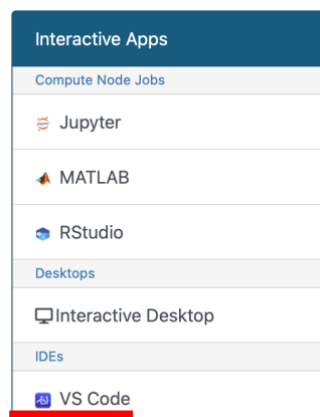 Interactive Apps
Compute Node Jobs
Jupyter
MATLAB
RStudio
Desktops
Interactive Desktop
IDEs
VS Code